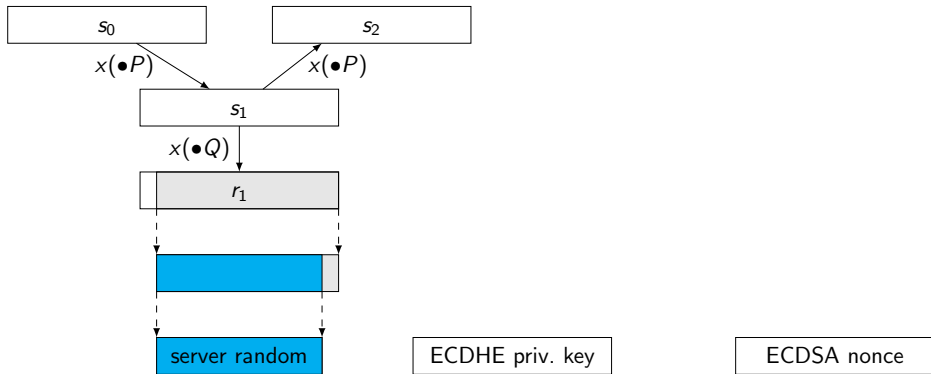 s₀
s₂
x(●P)
x(●P)
s₁
x(●Q)
r₁
server random
ECDHE priv. key
ECDSA nonce